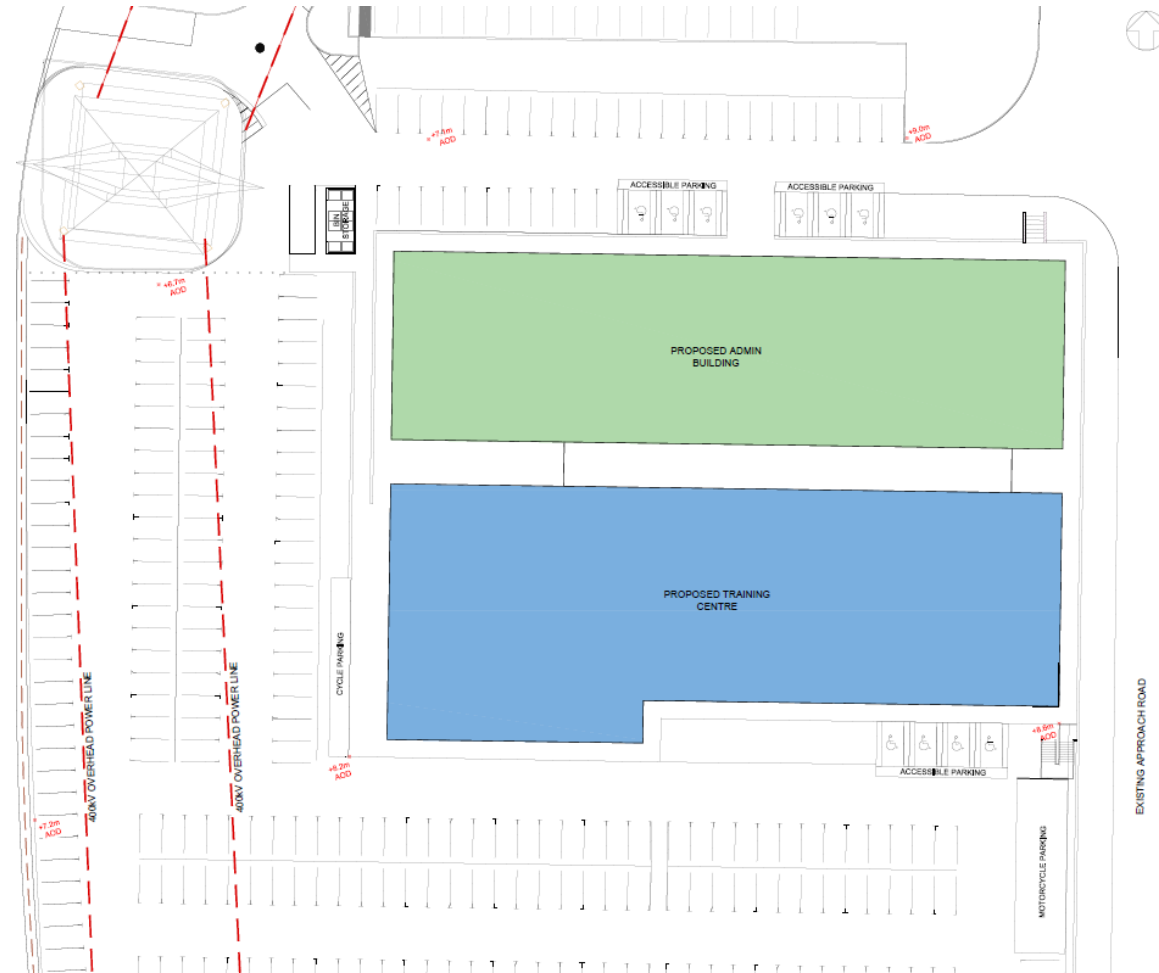 +7.4m
AOD
+9.0m
AOD
ACCESSIBLE PARKING
ACCESSIBLE PARKING
BIN
STORAGE
+6.7m
AOD
PROPOSED ADMIN
BUILDING
PROPOSED TRAINING
CENTRE
CYCLE PARKING
400kV OVERHEAD POWER LINE
400kV OVERHEAD POWER LINE
EXISTING APPROACH ROAD
+8.6m
AOD
+6.2m
AOD
ACCESSIBLE PARKING
+7.2m
AOD
MOTORCYCLE PARKING